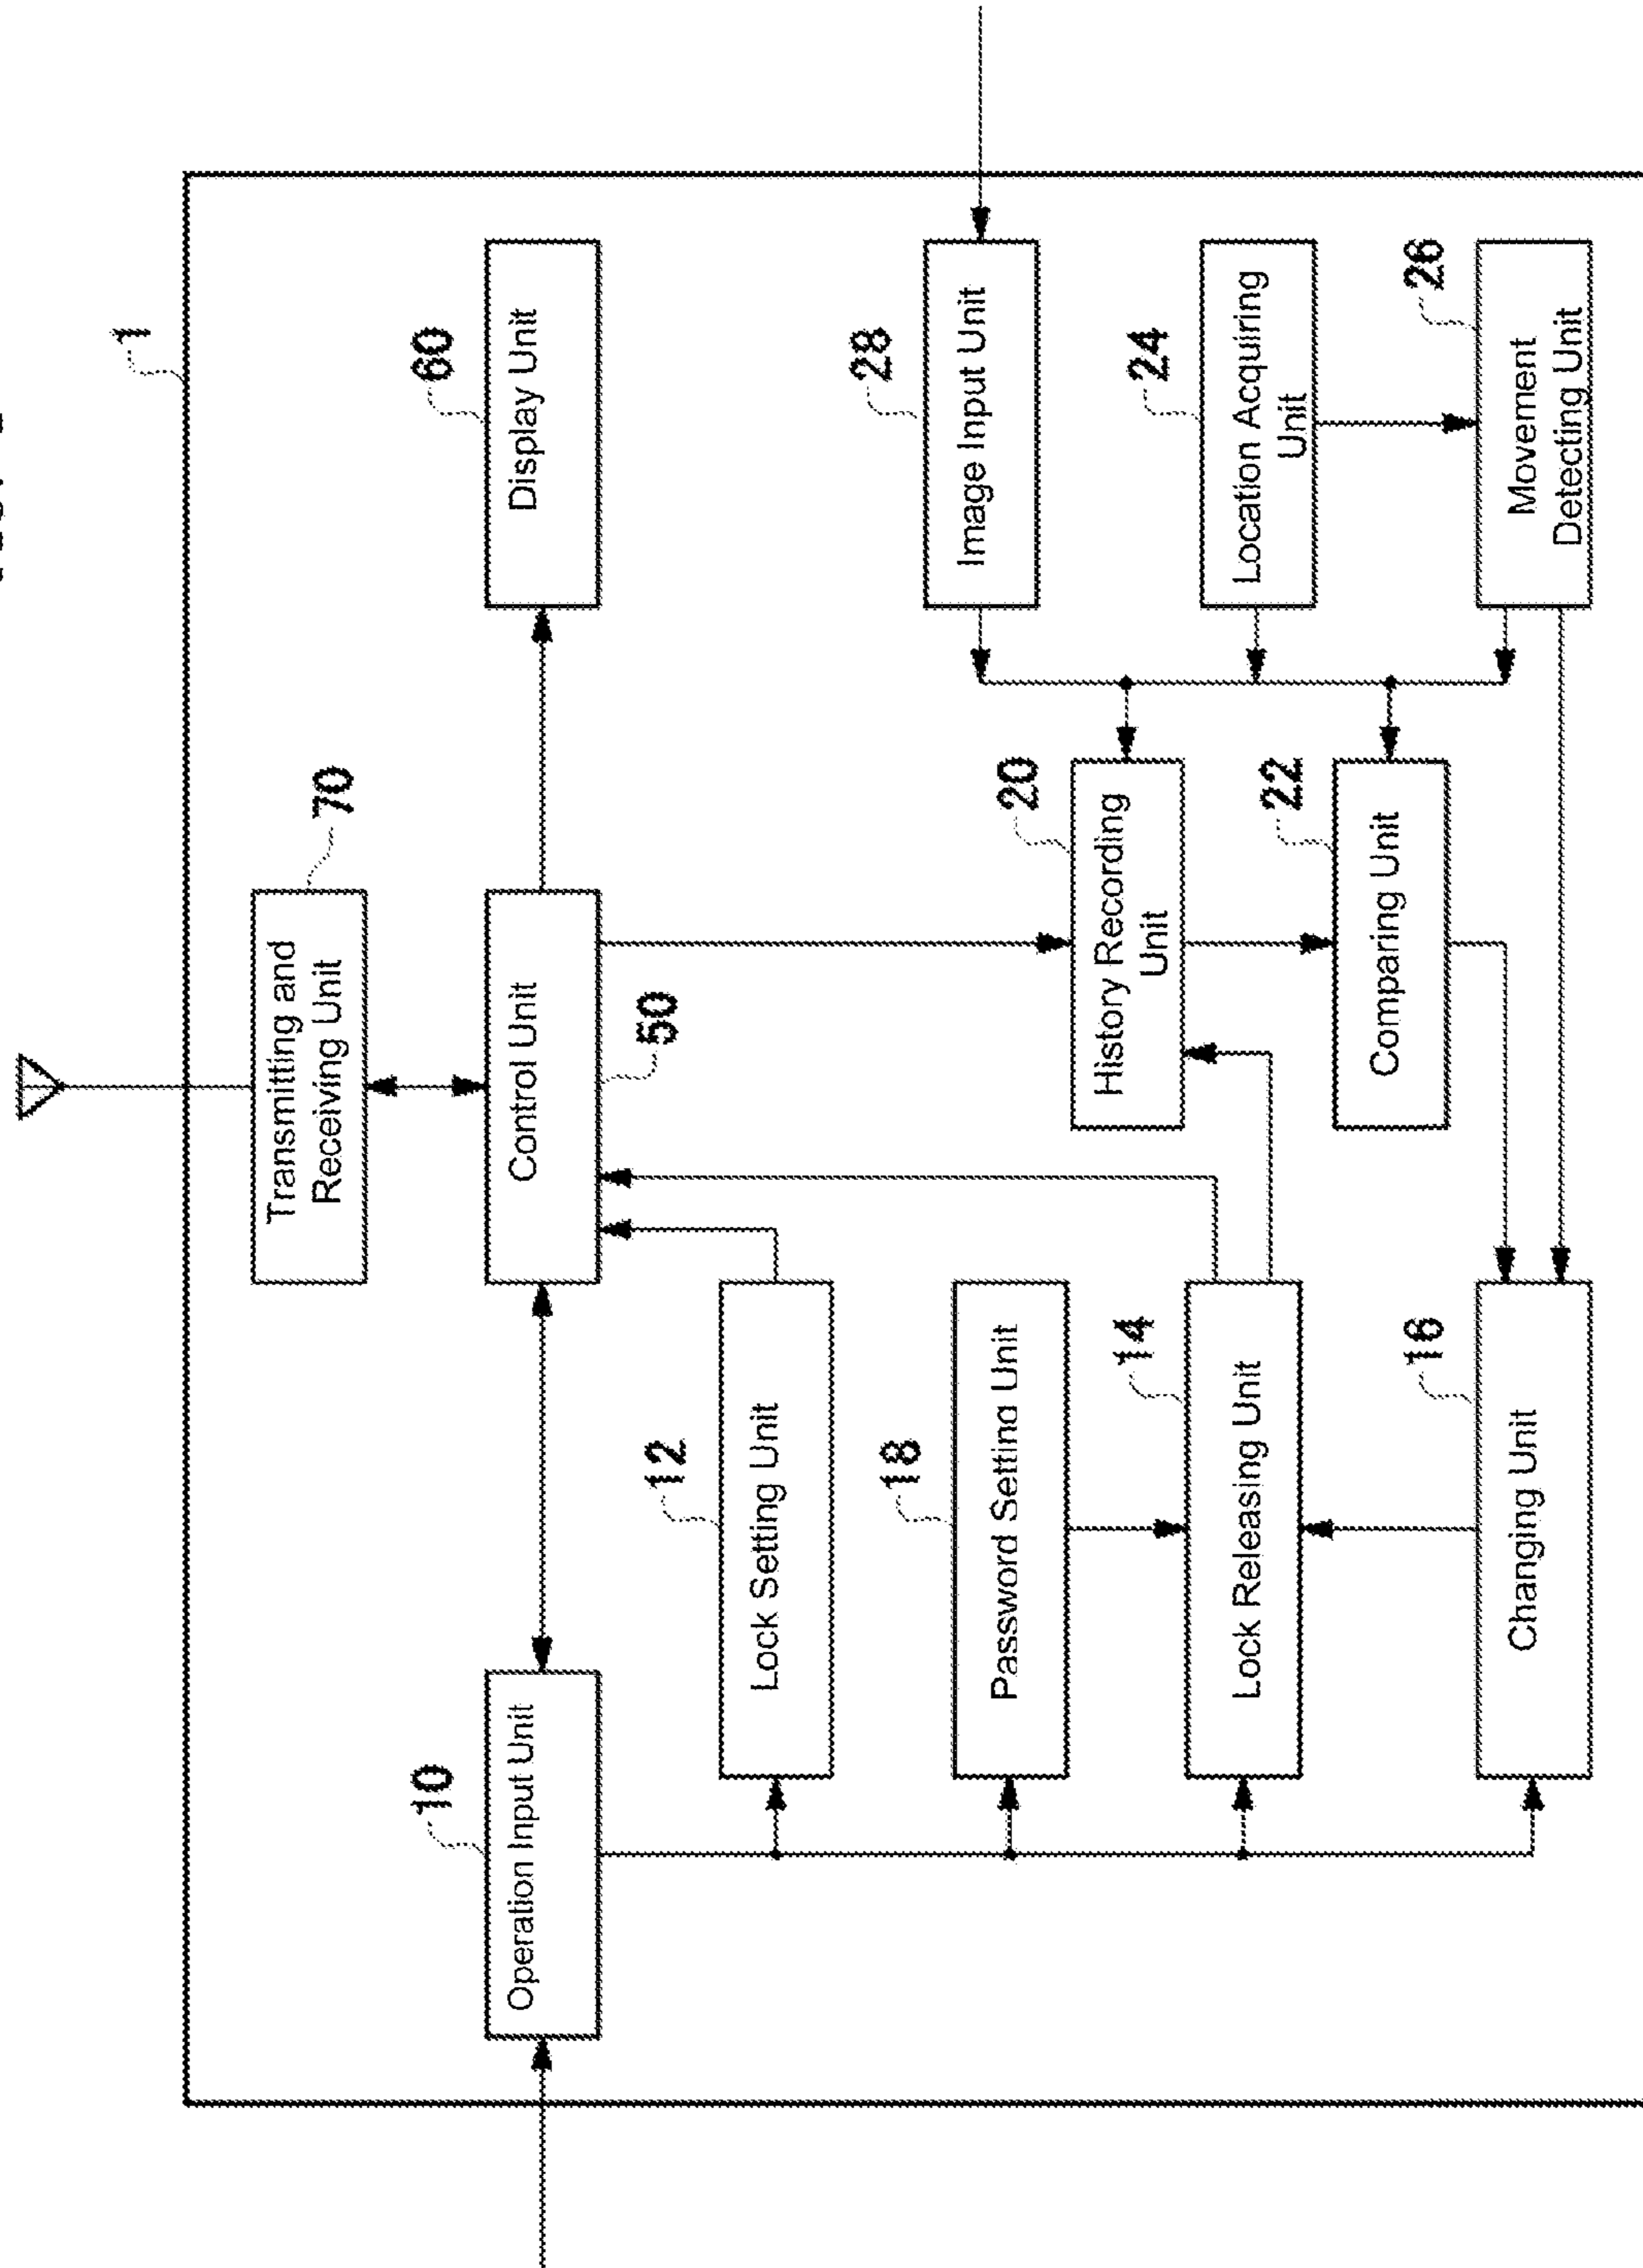 1
70
Transmitting and
Receiving Unit
10
60
Operation Input Unit
Control Unit
Display Unit
50
12
Lock Setting Unit
18
28
Password Setting Unit
Image Input Unit
20
History Recording
Unit
14
24
Lock Releasing Unit
Location Acquiring
Unit
22
Comparing Unit
16
26
Changing Unit
Movement
Detecting Unit